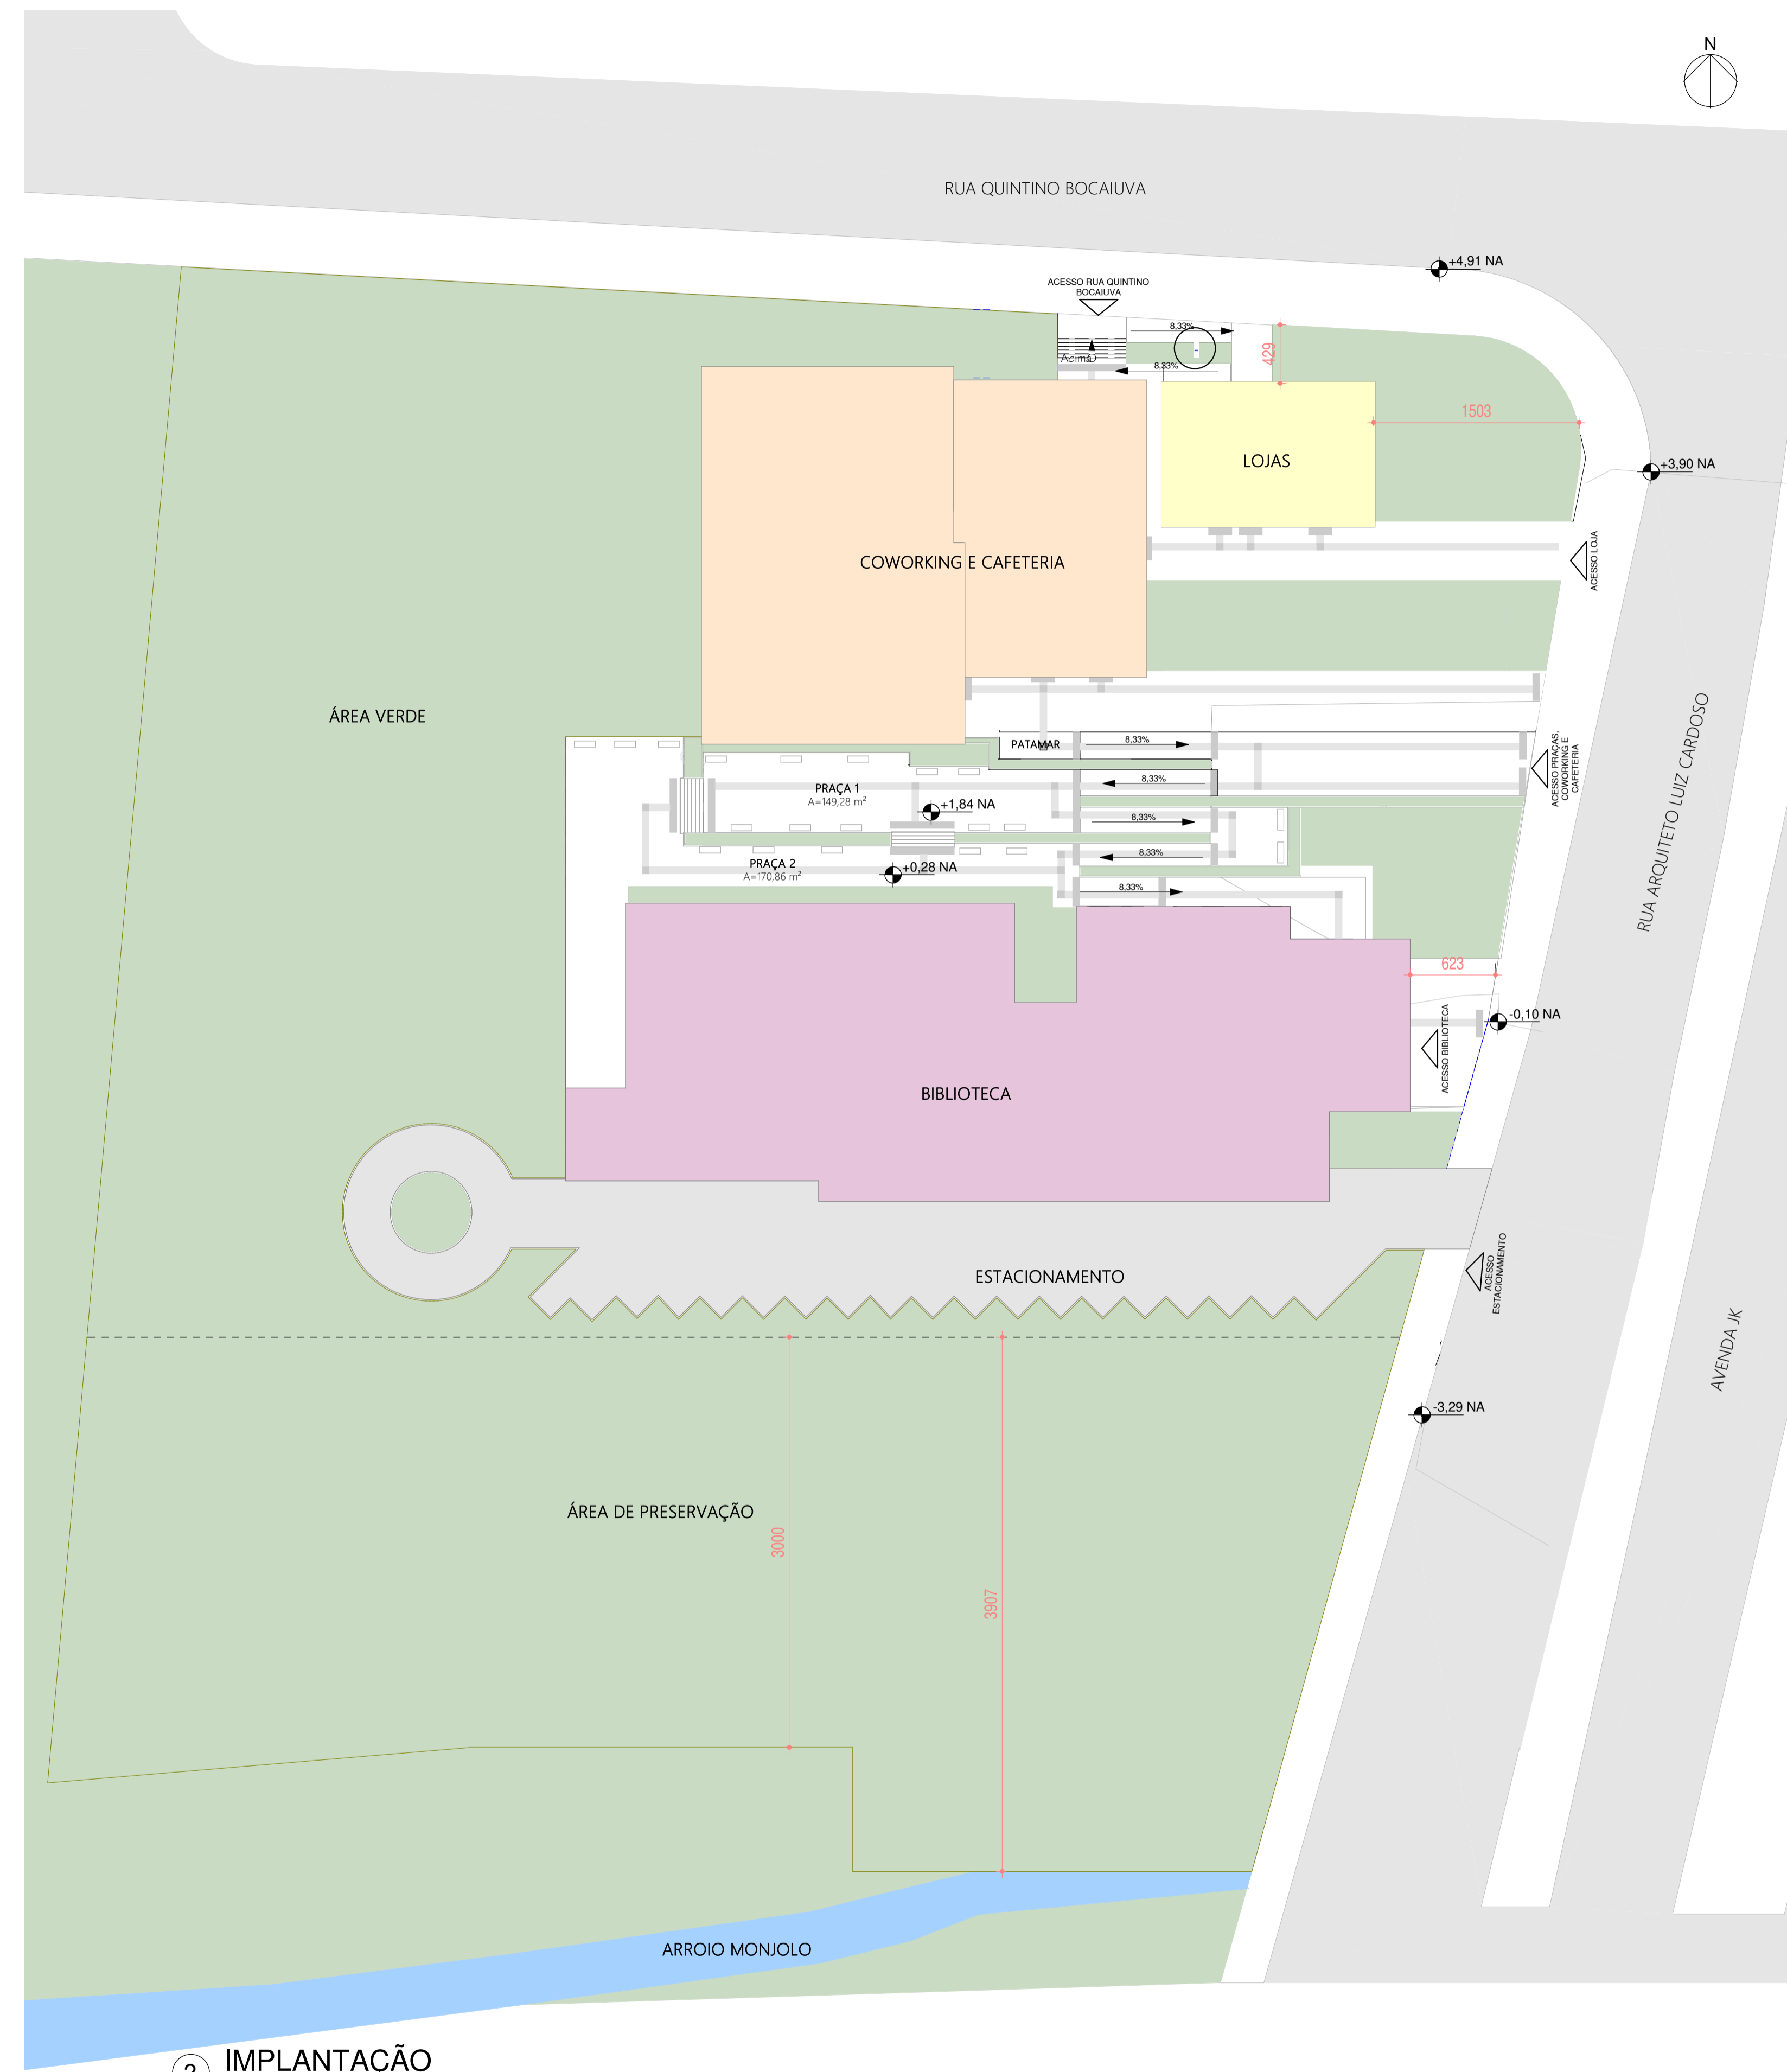 N
RUA QUINTINO BOCAIUVA
+4,91 NA
ACESSO RUA QUINTINO
BOCAIUVA
8,33%
Acima
8,33%
429
1503
LOJAS
+3,90 NA
ACESSO LOJA
COWORKING E CAFETERIA
ÁREA VERDE
RUA ARQUITETO LUIZ CARDOSO
PATAMAR
8,33%
ACESSO PRAÇAS,
COWORKING E
CAFETERIA
8,33%
PRAÇA 1
A=149,28 m²
+1,84 NA
8,33%
8,33%
PRAÇA 2
A=170,86 m²
+0,28 NA
8,33%
623
-0,10 NA
ACESSO BIBLIOTECA
BIBLIOTECA
ESTACIONAMENTO
ACESSO
ESTACIONAMENTO
AVENDA JK
-3,29 NA
ÁREA DE PRESERVAÇÃO
3000
3907
ARROIO MONJOLO
2
IMPLANTAÇÃO